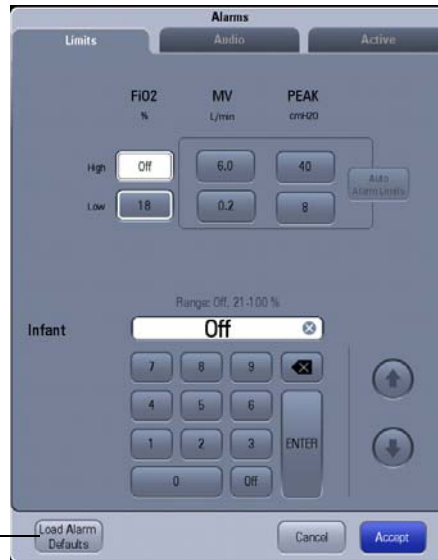 Alarms
Limits Audio Active
FiO2 MV PEAK
% L/min cmH2O
High Off 6.0 40
Auto
Alarm Limits
Low 18 0.2 8
Range: Off, 21-100 %
Infant Off
7 8 9
4 5 6
1 2 3 ENTER
0 Off
Load Alarm
Defaults
Cancel Accept